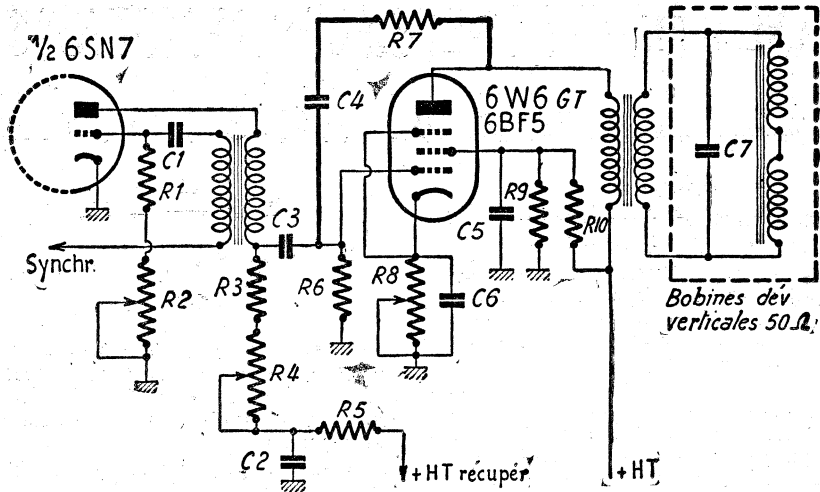 1/2 6SN7
R7
C4
6W6 GT
6BF5
C1
R1
C3
C7
C5
R9
R10
Synchr.
R2
R3
R6
R8
C6
Bobines dév
verticales 50Ω
R4
R5
C2
+HT récupér
+HT